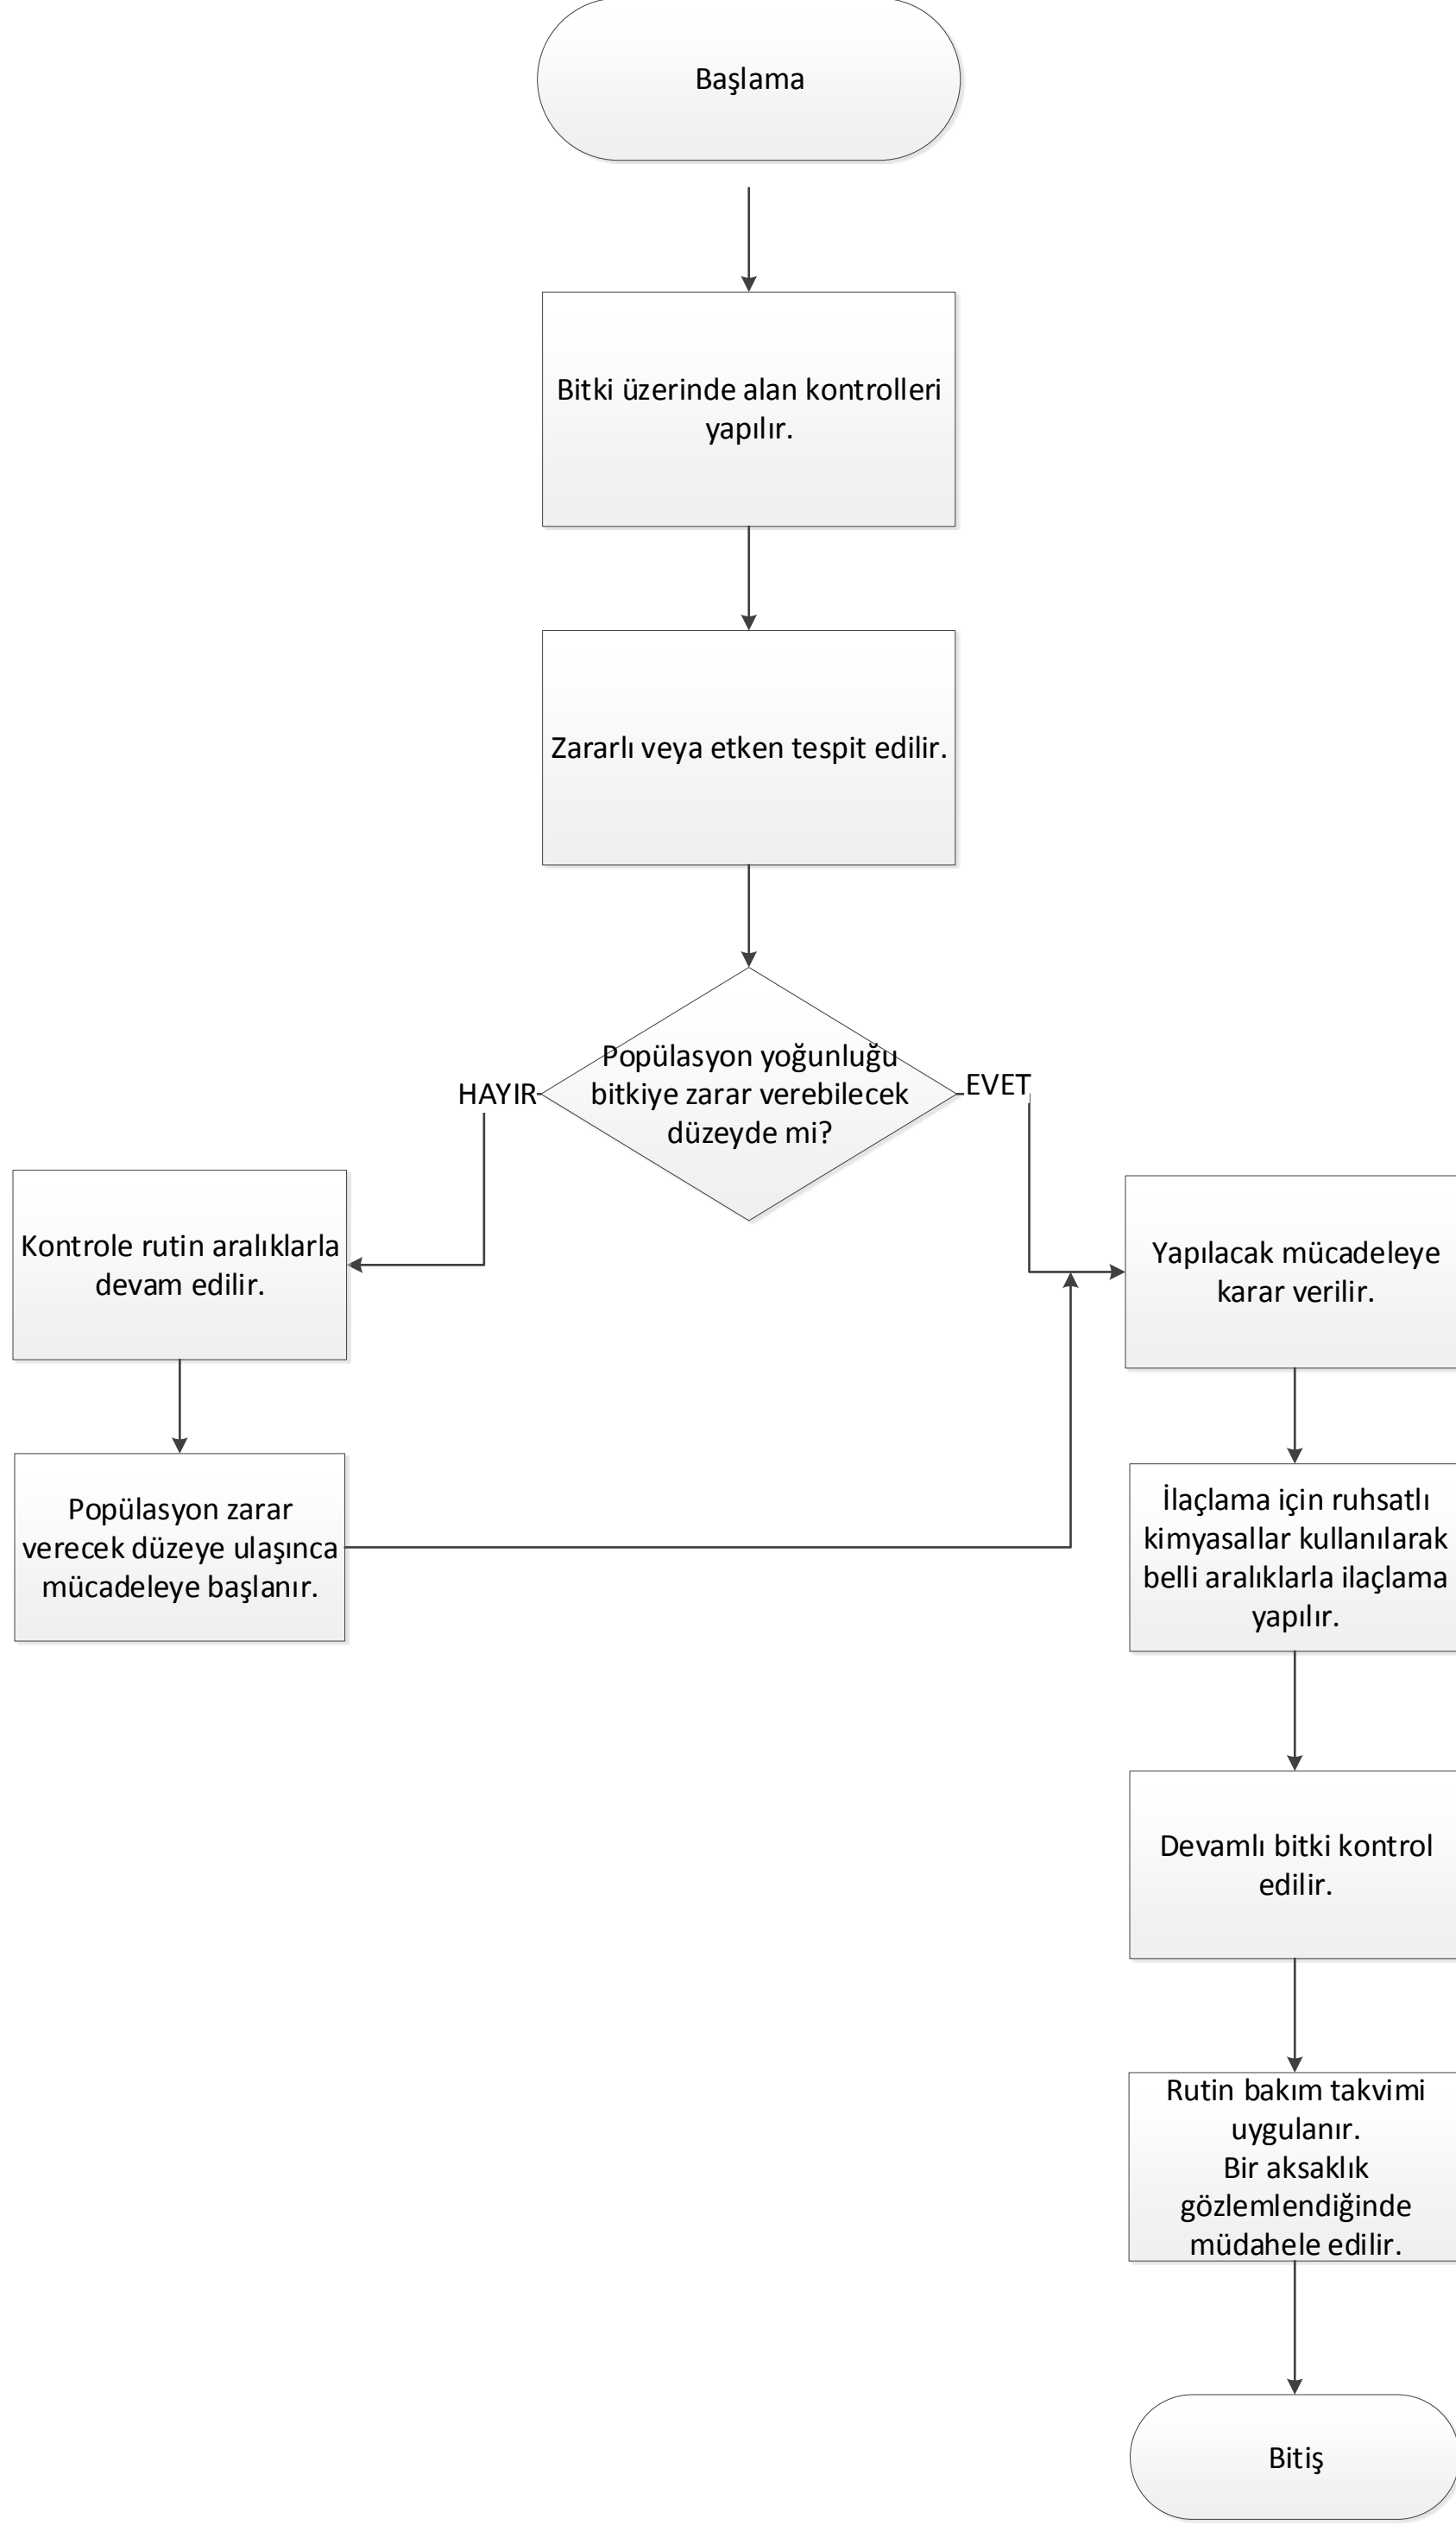 Başlama
Bitki üzerinde alan kontrolleri
yapılır.
Zararlı veya etken tespit edilir.
Popülasyon yoğunluğu
bitkiye zarar verebilecek
düzeyde mi?
HAYIR
EVET
Kontrole rutin aralıklarla
devam edilir.
Yapılacak mücadeleye
karar verilir.
Popülasyon zarar
verecek düzeye ulaşınca
mücadeleye başlanır.
İlaçlama için ruhsatlı
kimyasallar kullanılarak
belli aralıklarla ilaçlama
yapılır.
Devamlı bitki kontrol
edilir.
Rutin bakım takvimi
uygulanır.
Bir aksaklık
gözlemlendiğinde
müdahele edilir.
Bitiş